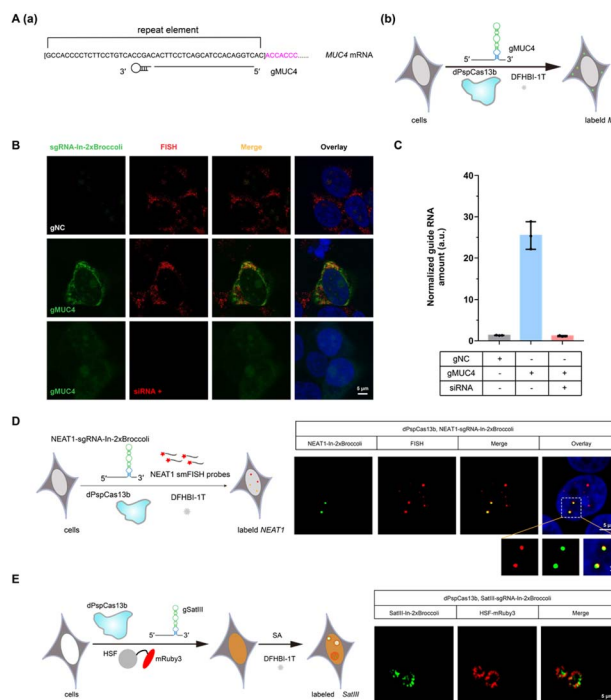 A (a)
repeat element
[GCCACCCCTCTTCCTGTCACCGACACTTCCTCAGCATCCACAGGTCAC]ACCACCC......
MUC4 mRNA
3'
5'
gMUC4
(b)
gMUC4
5'
3'
dPspCas13b
DFHBI-1T
cells
labeled
B
sgRNA-In-2xBroccoli
FISH
Merge
Overlay
gNC
gMUC4
gMUC4
siRNA +
5 μm
C
Normalized guide RNA
amount (a.u.)
40
30
20
10
0
gNC + - -
gMUC4 - + +
siRNA - - +
D
NEAT1-sgRNA-In-2xBroccoli
5'
3'
NEAT1 smFISH probes
dPspCas13b
DFHBI-1T
cells
labeld NEAT1
dPspCas13b, NEAT1-sgRNA-In-2xBroccoli
NEAT1-In-2xBroccoli
FISH
Merge
Overlay
E
dPspCas13b
gSatIII
5'
3'
HSF
mRuby3
SA
DFHBI-1T
cells
labeled SatIII
dPspCas13b, SatIII-sgRNA-In-2xBroccoli
SatIII-In-2xBroccoli
HSF-mRuby3
Merge